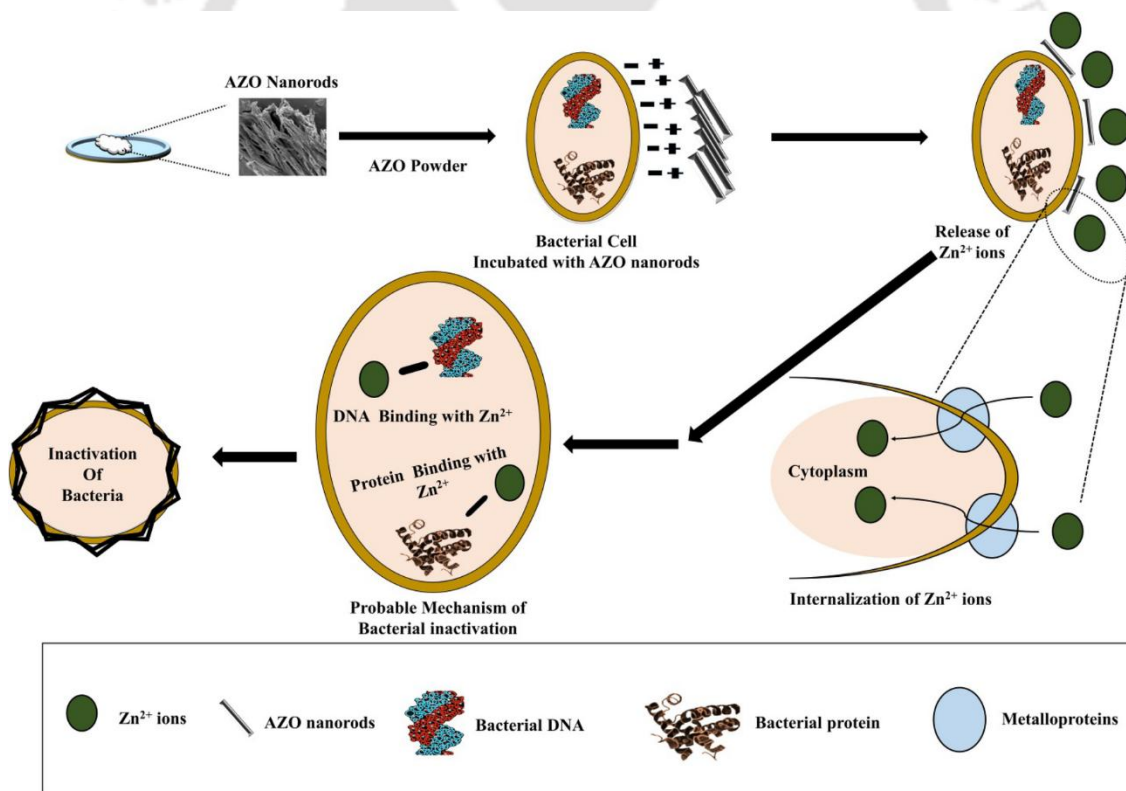 AZO Nanorods
AZO Powder
Bacterial Cell
Incubated with AZO nanorods
Release of
Zn²⁺ ions
DNA Binding with Zn²⁺
Protein Binding with
Zn²⁺
Probable Mechanism of
Bacterial inactivation
Inactivation
Of
Bacteria
Cytoplasm
Internalization of Zn²⁺ ions
Zn²⁺ ions
AZO nanorods
Bacterial DNA
Bacterial protein
Metalloproteins